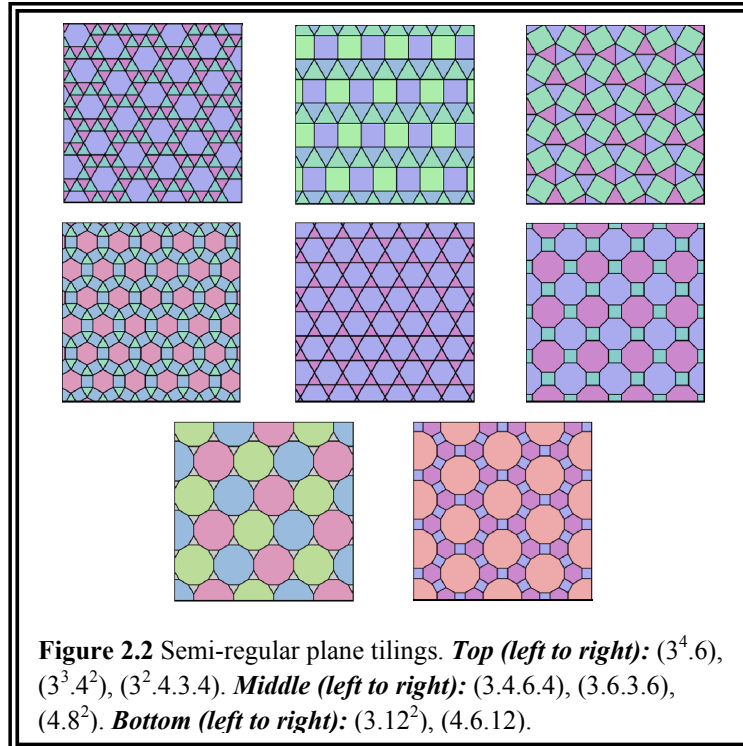 Figure 2.2 Semi-regular plane tilings. Top (left to right): (3⁴.6),
(3³.4²), (3².4.3.4). Middle (left to right): (3.4.6.4), (3.6.3.6),
(4.8²). Bottom (left to right): (3.12²), (4.6.12).